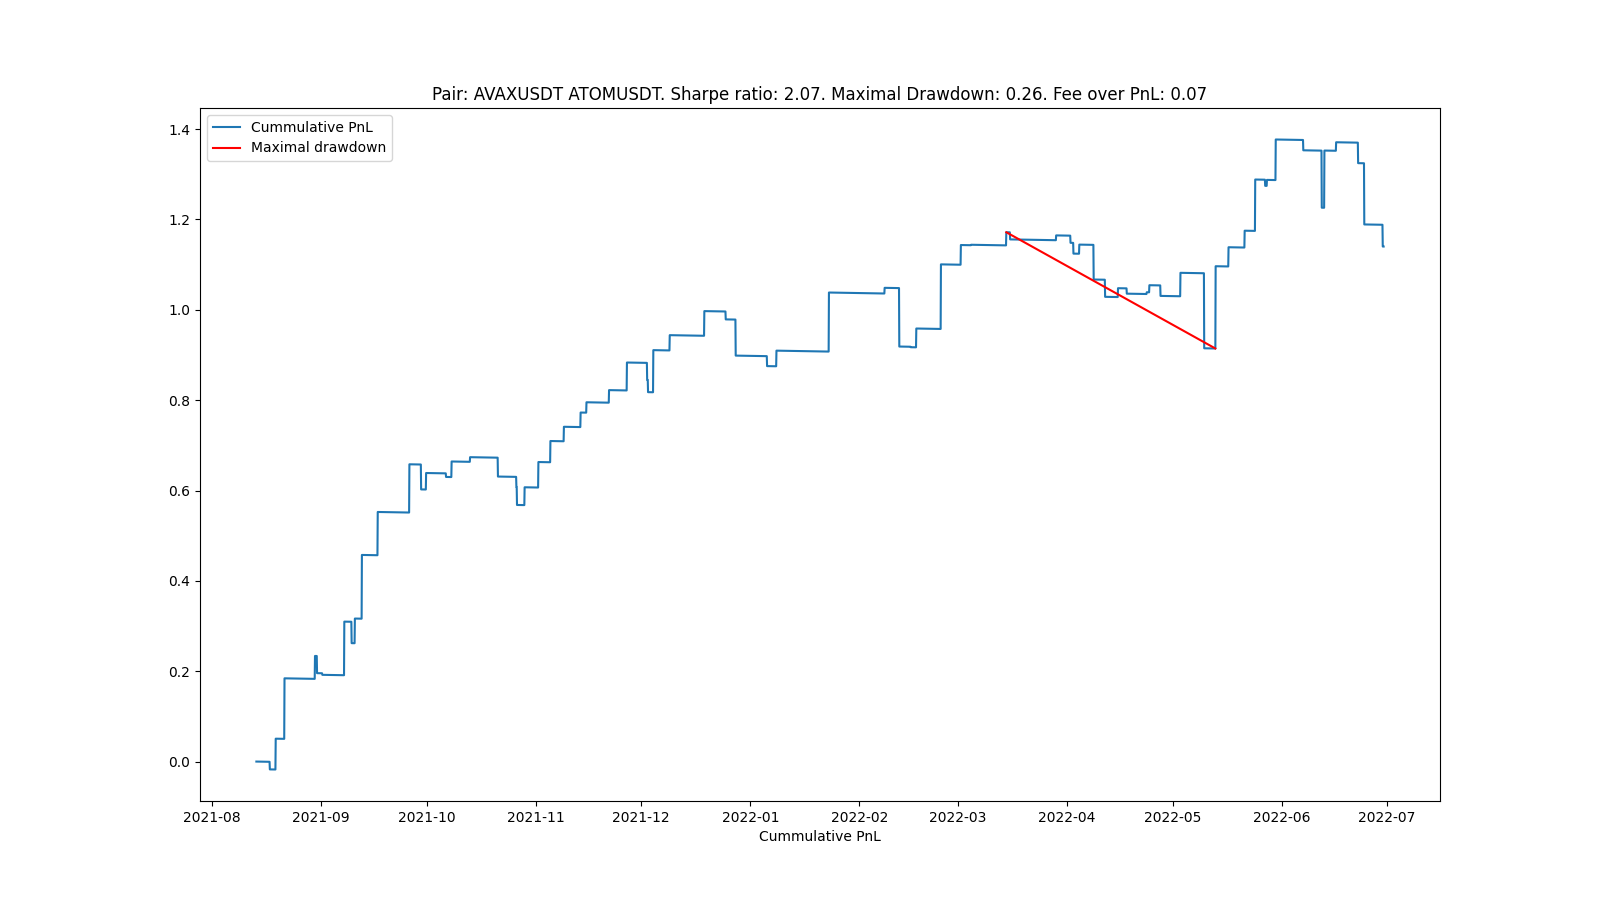 Pair: AVAXUSDT ATOMUSDT. Sharpe ratio: 2.07. Maximal Drawdown: 0.26. Fee over PnL: 0.07
Cummulative PnL
Maximal drawdown
1.4
1.2
1.0
0.8
0.6
0.4
0.2
0.0
2021-08 2021-09 2021-10 2021-11 2021-12 2022-01 2022-02 2022-03 2022-04 2022-05 2022-06 2022-07
Cummulative PnL